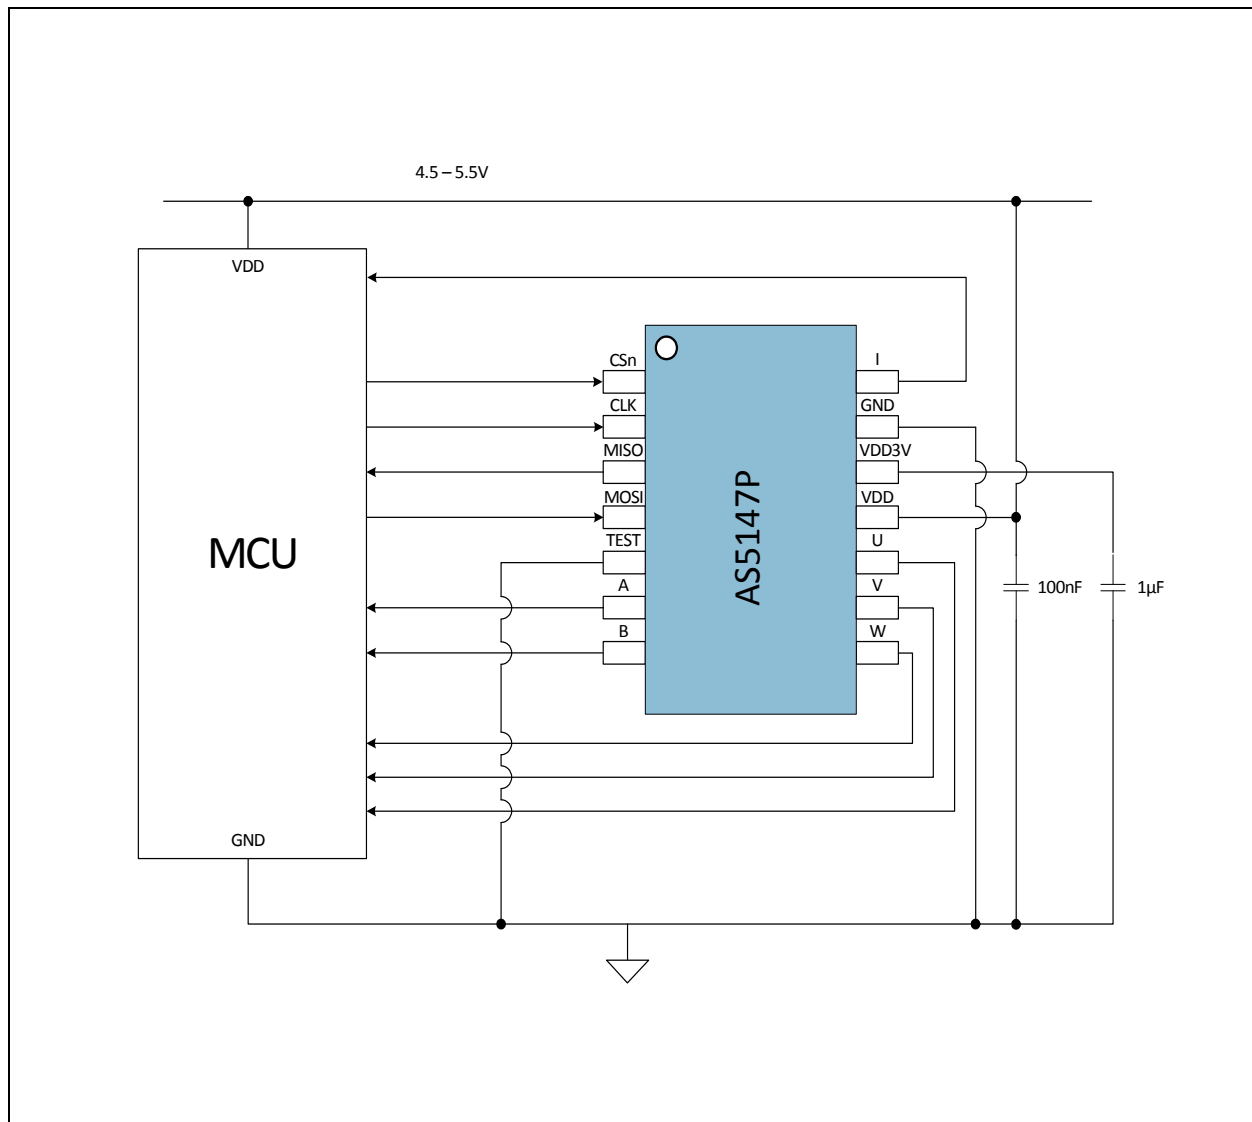 4.5 – 5.5V
VDD
CSn
I
CLK
GND
MISO
VDD3V
MOSI
VDD
TEST
U
A
V
B
W
MCU
AS5147P
100nF
1µF
GND